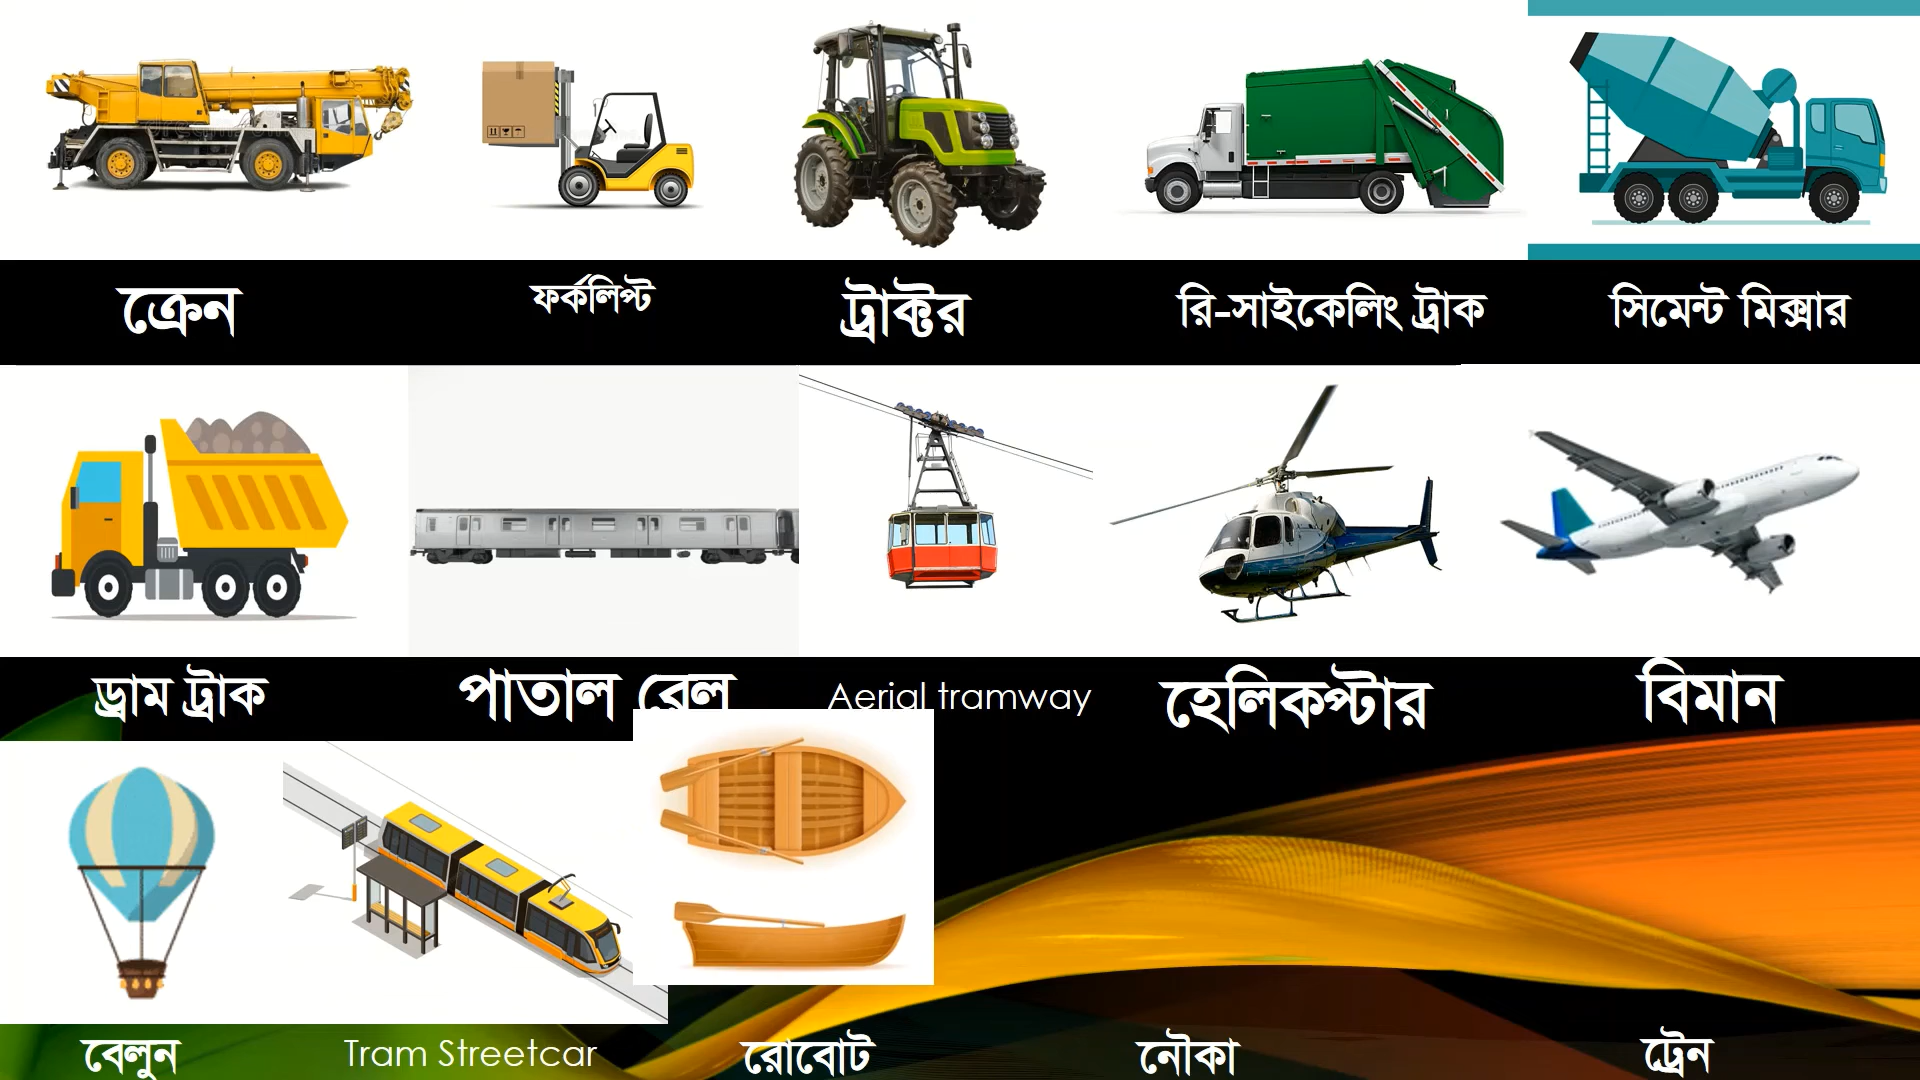 ক্রেন
ফর্কলিপ্ট
ট্রাক্টর
রি-সাইকেলিং ট্রাক
সিমেন্ট মিক্সার
ড্রাম ট্রাক
পাতাল রেল
Aerial tramway
হেলিকপ্টার
বিমান
বেলুন
Tram Streetcar
রোবোট
নৌকা
ট্রেন